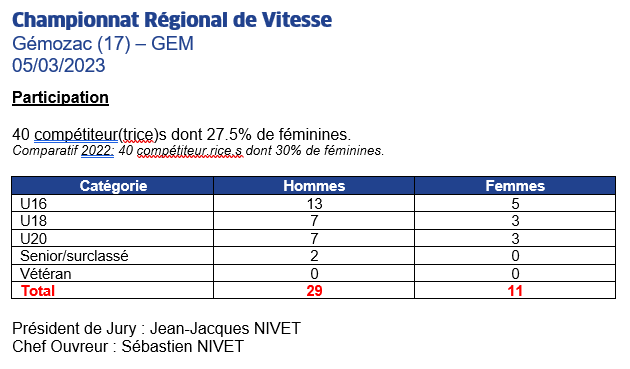 Championnat Régional de Vitesse
Gémozac (17) – GEM
05/03/2023
Participation
40 compétiteur(trice)s dont 27.5% de féminines.
Comparatif 2022: 40 compétiteur.rice.s dont 30% de féminines.
Catégorie Hommes Femmes
U16 13 5
U18 7 3
U20 7 3
Senior/surclassé 2 0
Vétéran 0 0
Total 29 11
Président de Jury : Jean-Jacques NIVET
Chef Ouvreur : Sébastien NIVET